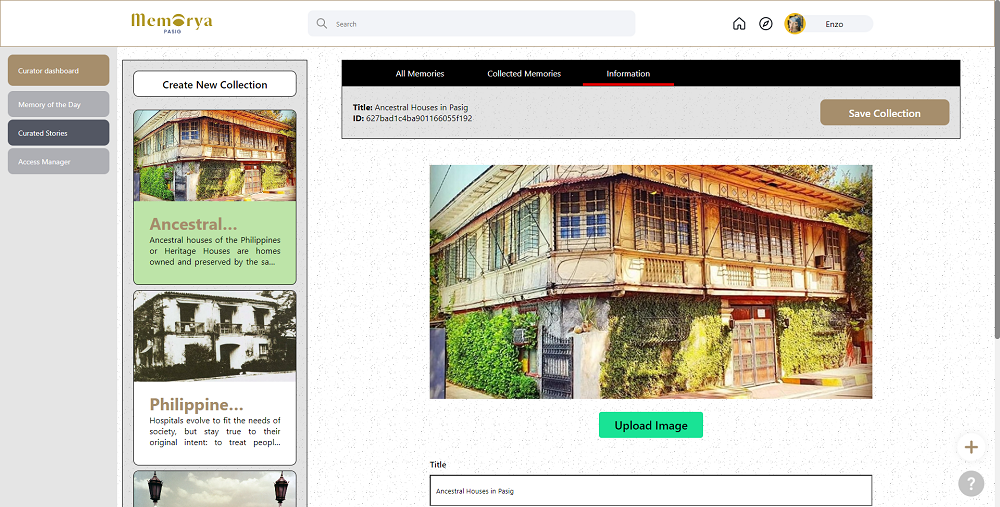 Memorya
PASIG
Search
Enzo
Curator dashboard
Memory of the Day
Curated Stories
Access Manager
Create New Collection
Ancestral...
Ancestral houses of the Philippines
or Heritage Houses are homes
owned and preserved by the sa...
Philippine...
Hospitals evolve to fit the needs of
society, but stay true to their
original intent: to treat peopl...
All Memories
Collected Memories
Information
Title: Ancestral Houses in Pasig
ID: 627bad1c4ba901166055f192
Save Collection
Upload Image
Title
Ancestral Houses in Pasig
+
?